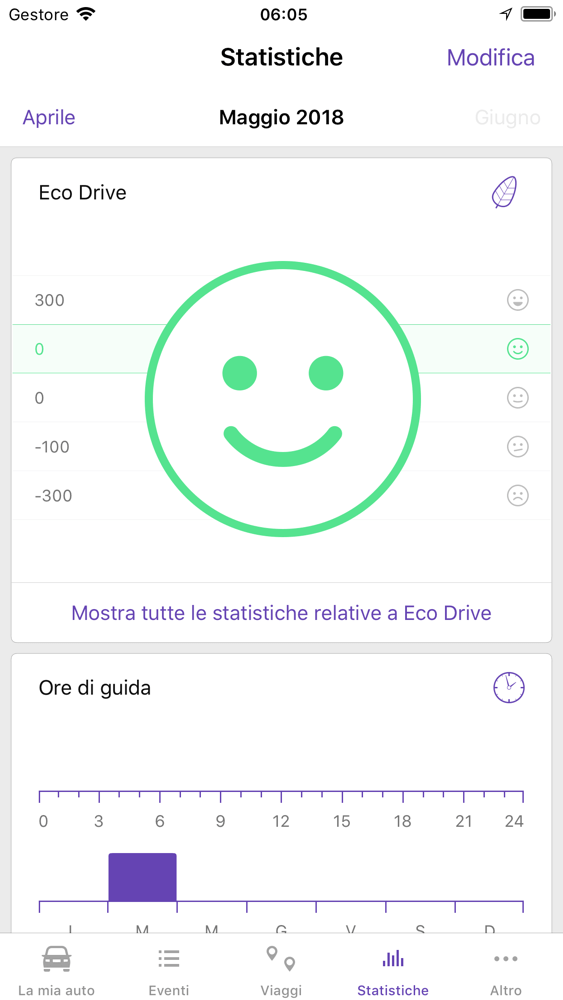 Gestore 06:05
Statistiche Modifica
Aprile Maggio 2018 Giugno
Eco Drive
300
0
0
-100
-300
Mostra tutte le statistiche relative a Eco Drive
Ore di guida
0 3 6 9 12 15 18 21 24
L M M G V S D
La mia auto Eventi Viaggi Statistiche Altro